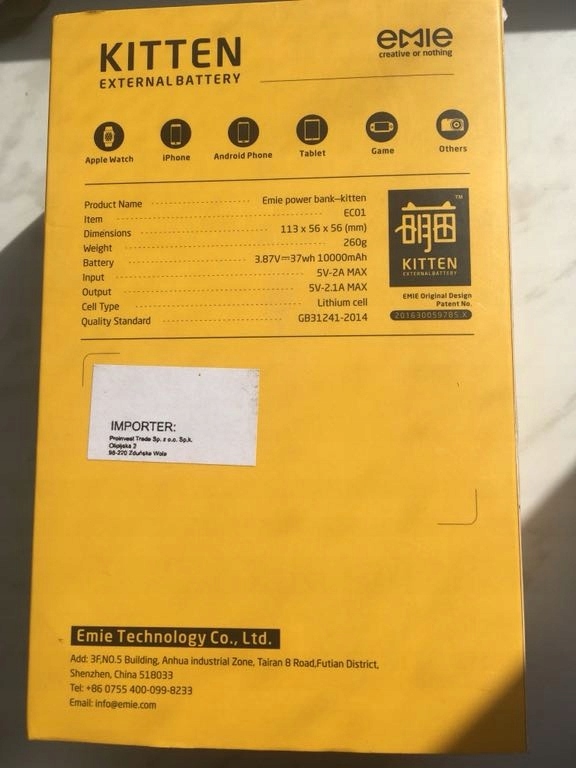 KITTEN
EXTERNAL BATTERY
emie
creative or nothing
Apple Watch
iPhone
Android Phone
Tablet
Game
Others
Product Name Emie power bank-kitten
Item EC01
Dimensions 113 x 56 x 56 (mm)
Weight 260g
Battery 3.87V⎓37wh 10000mAh
Input 5V-2A MAX
Output 5V-2.1A MAX
Cell Type Lithium cell
Quality Standard GB31241-2014
TM
KITTEN
EXTERNAL BATTERY
EMIE Original Design
Patent No.
201630059785.X
IMPORTER:
Proinvest Trade Sp. z o.o. Sp.k.
98-220 Zduńska Wola
Emie Technology Co., Ltd.
Add: 3F,NO.5 Building, Anhua industrial Zone, Tairan 8 Road,Futian District,
Shenzhen, China 518033
Tel: +86 0755 400-099-8233
Email: info@emie.com